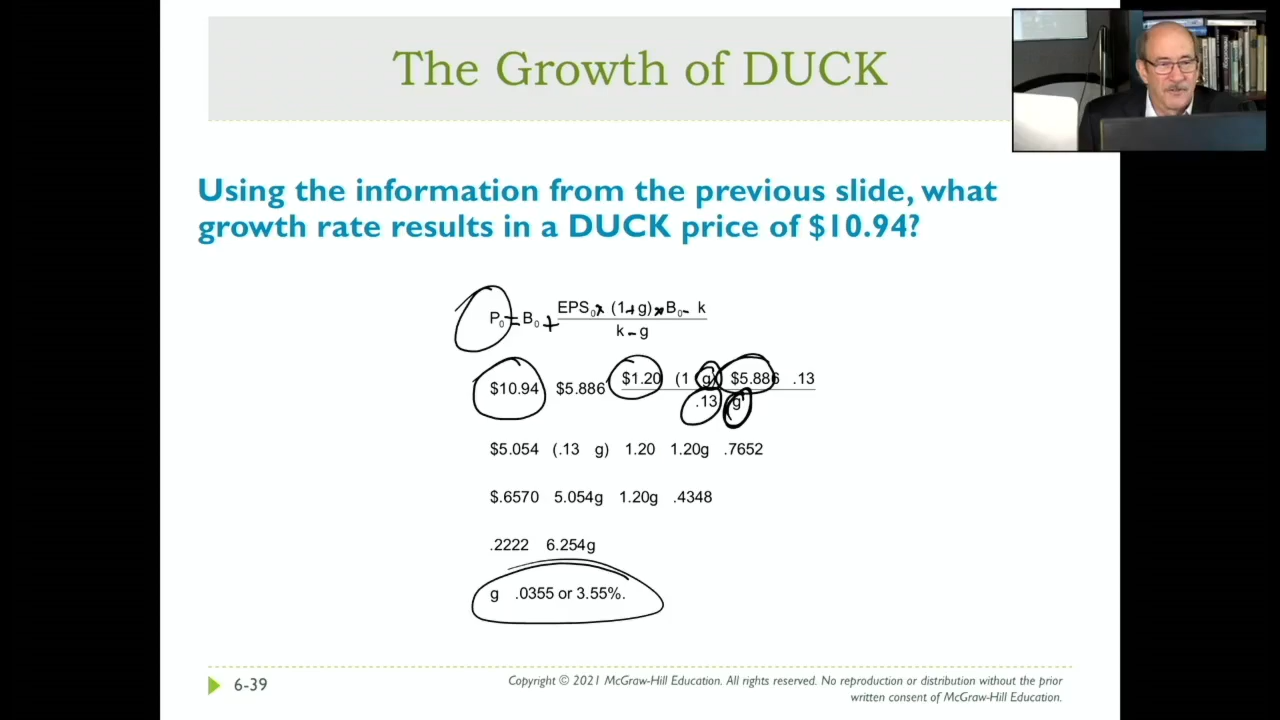 The Growth of DUCK
Using the information from the previous slide, what
growth rate results in a DUCK price of $10.94?
P₀ = B₀ + EPS₀ x (1 + g) x B₀ - k
k - g
$10.94 $5.886 $1.20 (1 g) $5.886 .13
.13 g
$5.054 (.13 g) 1.20 1.20g .7652
$.6570 5.054g 1.20g .4348
.2222 6.254g
g .0355 or 3.55%.
6-39
Copyright © 2021 McGraw-Hill Education. All rights reserved. No reproduction or distribution without the prior
written consent of McGraw-Hill Education.